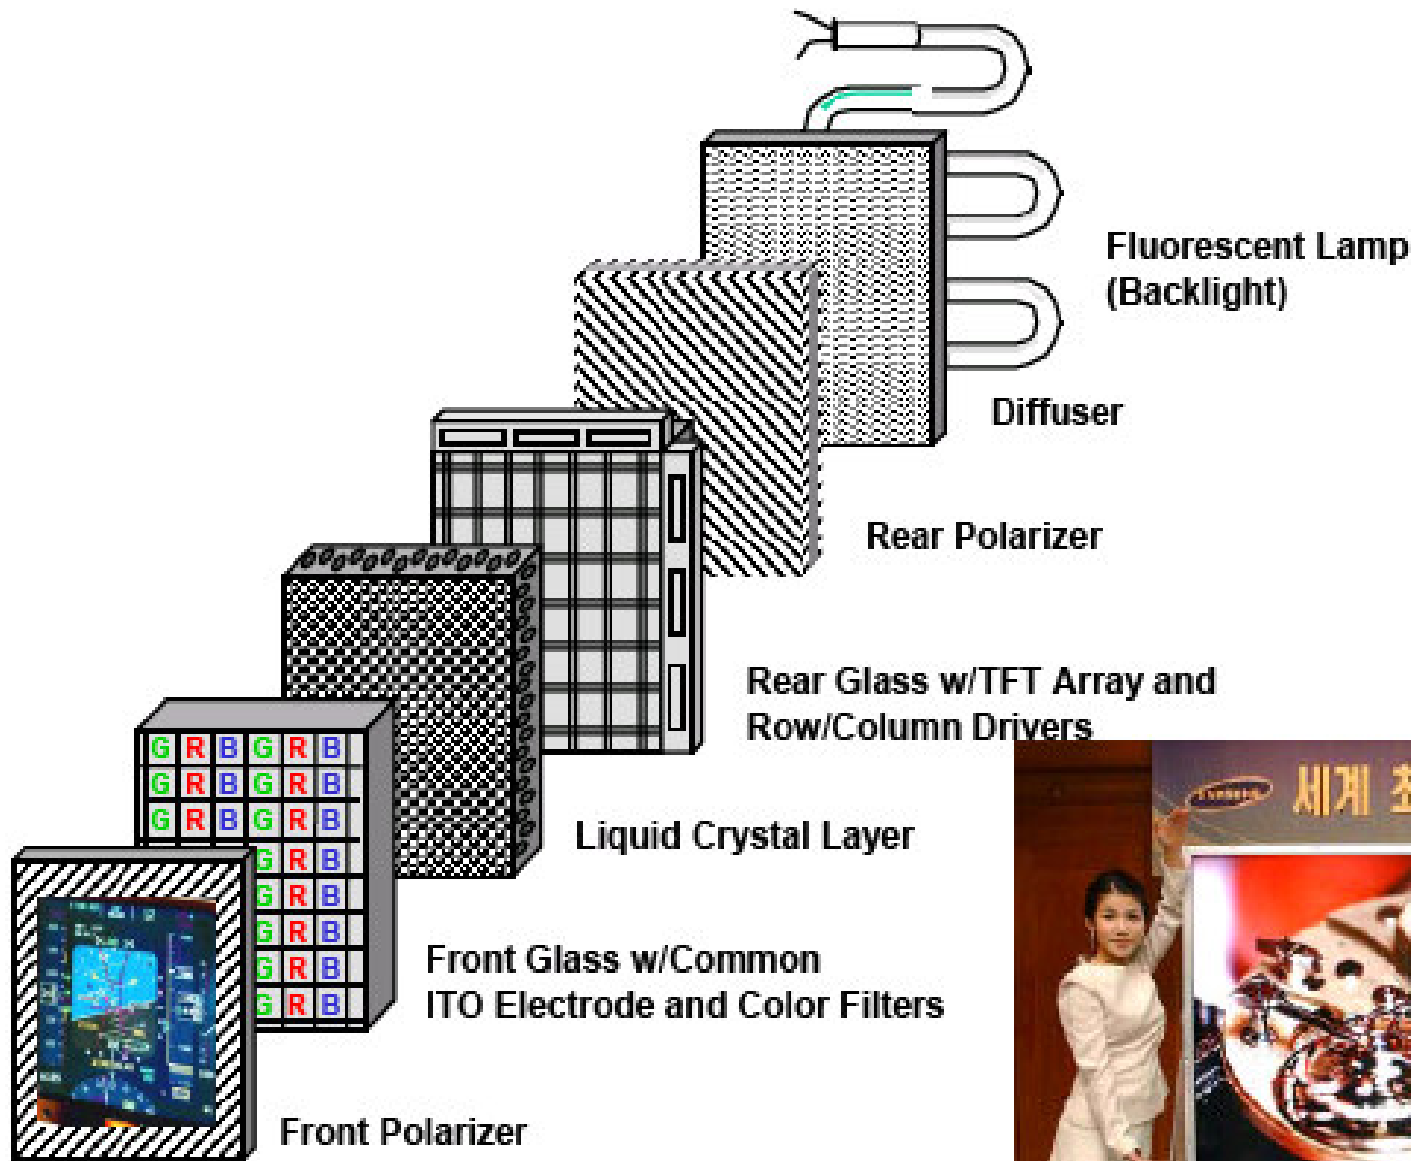 Fluorescent Lamp
(Backlight)
Diffuser
Rear Polarizer
Rear Glass w/TFT Array and
Row/Column Drivers
Liquid Crystal Layer
G R B G R B
G R B G R B
G R B G R B
G R B
G R B
G R B
G R B
G R B
Front Glass w/Common
ITO Electrode and Color Filters
Front Polarizer
세계